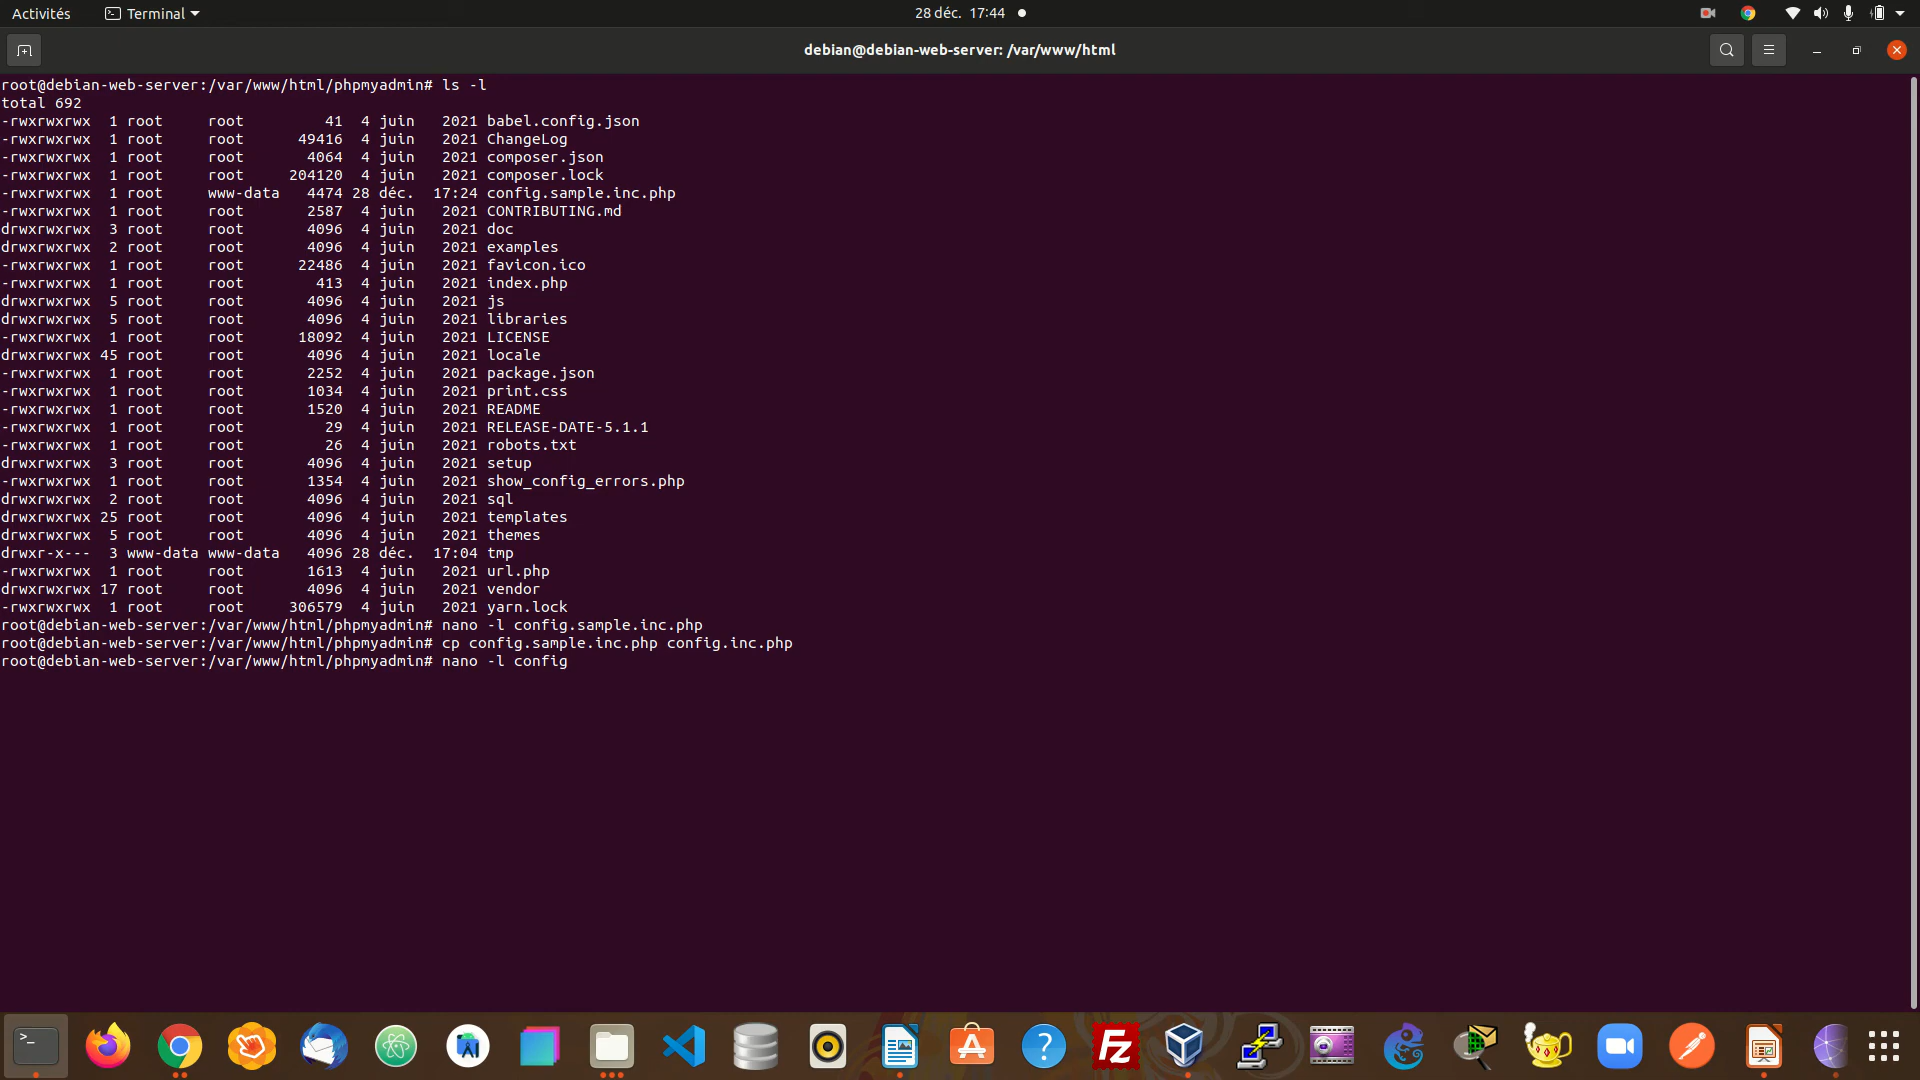 Activités Terminal 28 déc. 17:44
debian@debian-web-server: /var/www/html
root@debian-web-server:/var/www/html/phpmyadmin# ls -l
total 692
-rwxrwxrwx 1 root root 41 4 juin 2021 babel.config.json
-rwxrwxrwx 1 root root 49416 4 juin 2021 ChangeLog
-rwxrwxrwx 1 root root 4064 4 juin 2021 composer.json
-rwxrwxrwx 1 root root 204120 4 juin 2021 composer.lock
-rwxrwxrwx 1 root www-data 4474 28 déc. 17:24 config.sample.inc.php
-rwxrwxrwx 1 root root 2587 4 juin 2021 CONTRIBUTING.md
drwxrwxrwx 3 root root 4096 4 juin 2021 doc
drwxrwxrwx 2 root root 4096 4 juin 2021 examples
-rwxrwxrwx 1 root root 22486 4 juin 2021 favicon.ico
-rwxrwxrwx 1 root root 413 4 juin 2021 index.php
drwxrwxrwx 5 root root 4096 4 juin 2021 js
drwxrwxrwx 5 root root 4096 4 juin 2021 libraries
-rwxrwxrwx 1 root root 18092 4 juin 2021 LICENSE
drwxrwxrwx 45 root root 4096 4 juin 2021 locale
-rwxrwxrwx 1 root root 2252 4 juin 2021 package.json
-rwxrwxrwx 1 root root 1034 4 juin 2021 print.css
-rwxrwxrwx 1 root root 1520 4 juin 2021 README
-rwxrwxrwx 1 root root 29 4 juin 2021 RELEASE-DATE-5.1.1
-rwxrwxrwx 1 root root 26 4 juin 2021 robots.txt
drwxrwxrwx 3 root root 4096 4 juin 2021 setup
-rwxrwxrwx 1 root root 1354 4 juin 2021 show_config_errors.php
drwxrwxrwx 2 root root 4096 4 juin 2021 sql
drwxrwxrwx 25 root root 4096 4 juin 2021 templates
drwxrwxrwx 5 root root 4096 4 juin 2021 themes
drwxr-x--- 3 www-data www-data 4096 28 déc. 17:04 tmp
-rwxrwxrwx 1 root root 1613 4 juin 2021 url.php
drwxrwxrwx 17 root root 4096 4 juin 2021 vendor
-rwxrwxrwx 1 root root 306579 4 juin 2021 yarn.lock
root@debian-web-server:/var/www/html/phpmyadmin# nano -l config.sample.inc.php
root@debian-web-server:/var/www/html/phpmyadmin# cp config.sample.inc.php config.inc.php
root@debian-web-server:/var/www/html/phpmyadmin# nano -l config